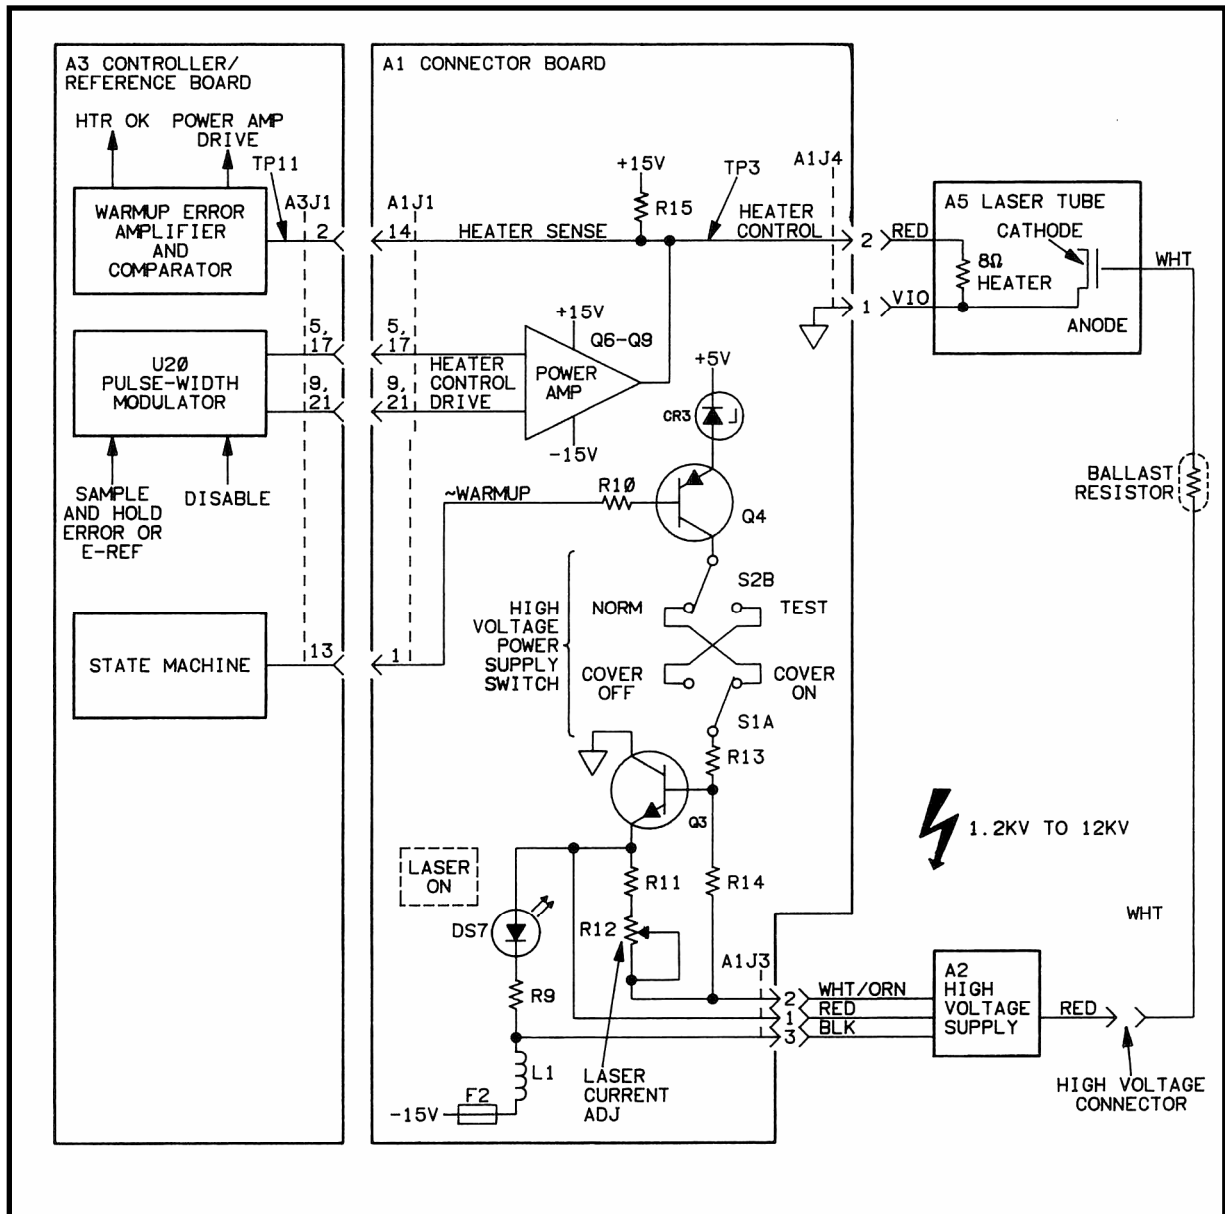 A3 CONTROLLER/
REFERENCE BOARD
HTR OK
POWER AMP
DRIVE
TP11
WARMUP ERROR
AMPLIFIER
AND
COMPARATOR
A3J1
2
U20
PULSE-WIDTH
MODULATOR
5,
17
9,
21
SAMPLE
AND HOLD
ERROR OR
E-REF
DISABLE
STATE MACHINE
13
A1 CONNECTOR BOARD
A1J1
14
HEATER SENSE
+15V
R15
TP3
HEATER
CONTROL
A1J4
2
RED
1
VIO
5,
17
9,
21
HEATER
CONTROL
DRIVE
+15V
Q6-Q9
POWER
AMP
-15V
+5V
CR3
~WARMUP
R10
Q4
1
HIGH
VOLTAGE
POWER
SUPPLY
SWITCH
S2B
NORM
TEST
COVER
OFF
COVER
ON
S1A
R13
Q3
LASER
ON
R11
R14
DS7
R12
R9
A1J3
2
WHT/ORN
1
RED
3
BLK
L1
F2
-15V
LASER
CURRENT
ADJ
A5 LASER TUBE
CATHODE
8Ω
HEATER
ANODE
WHT
BALLAST
RESISTOR
1.2KV TO 12KV
WHT
A2
HIGH
VOLTAGE
SUPPLY
RED
HIGH VOLTAGE
CONNECTOR